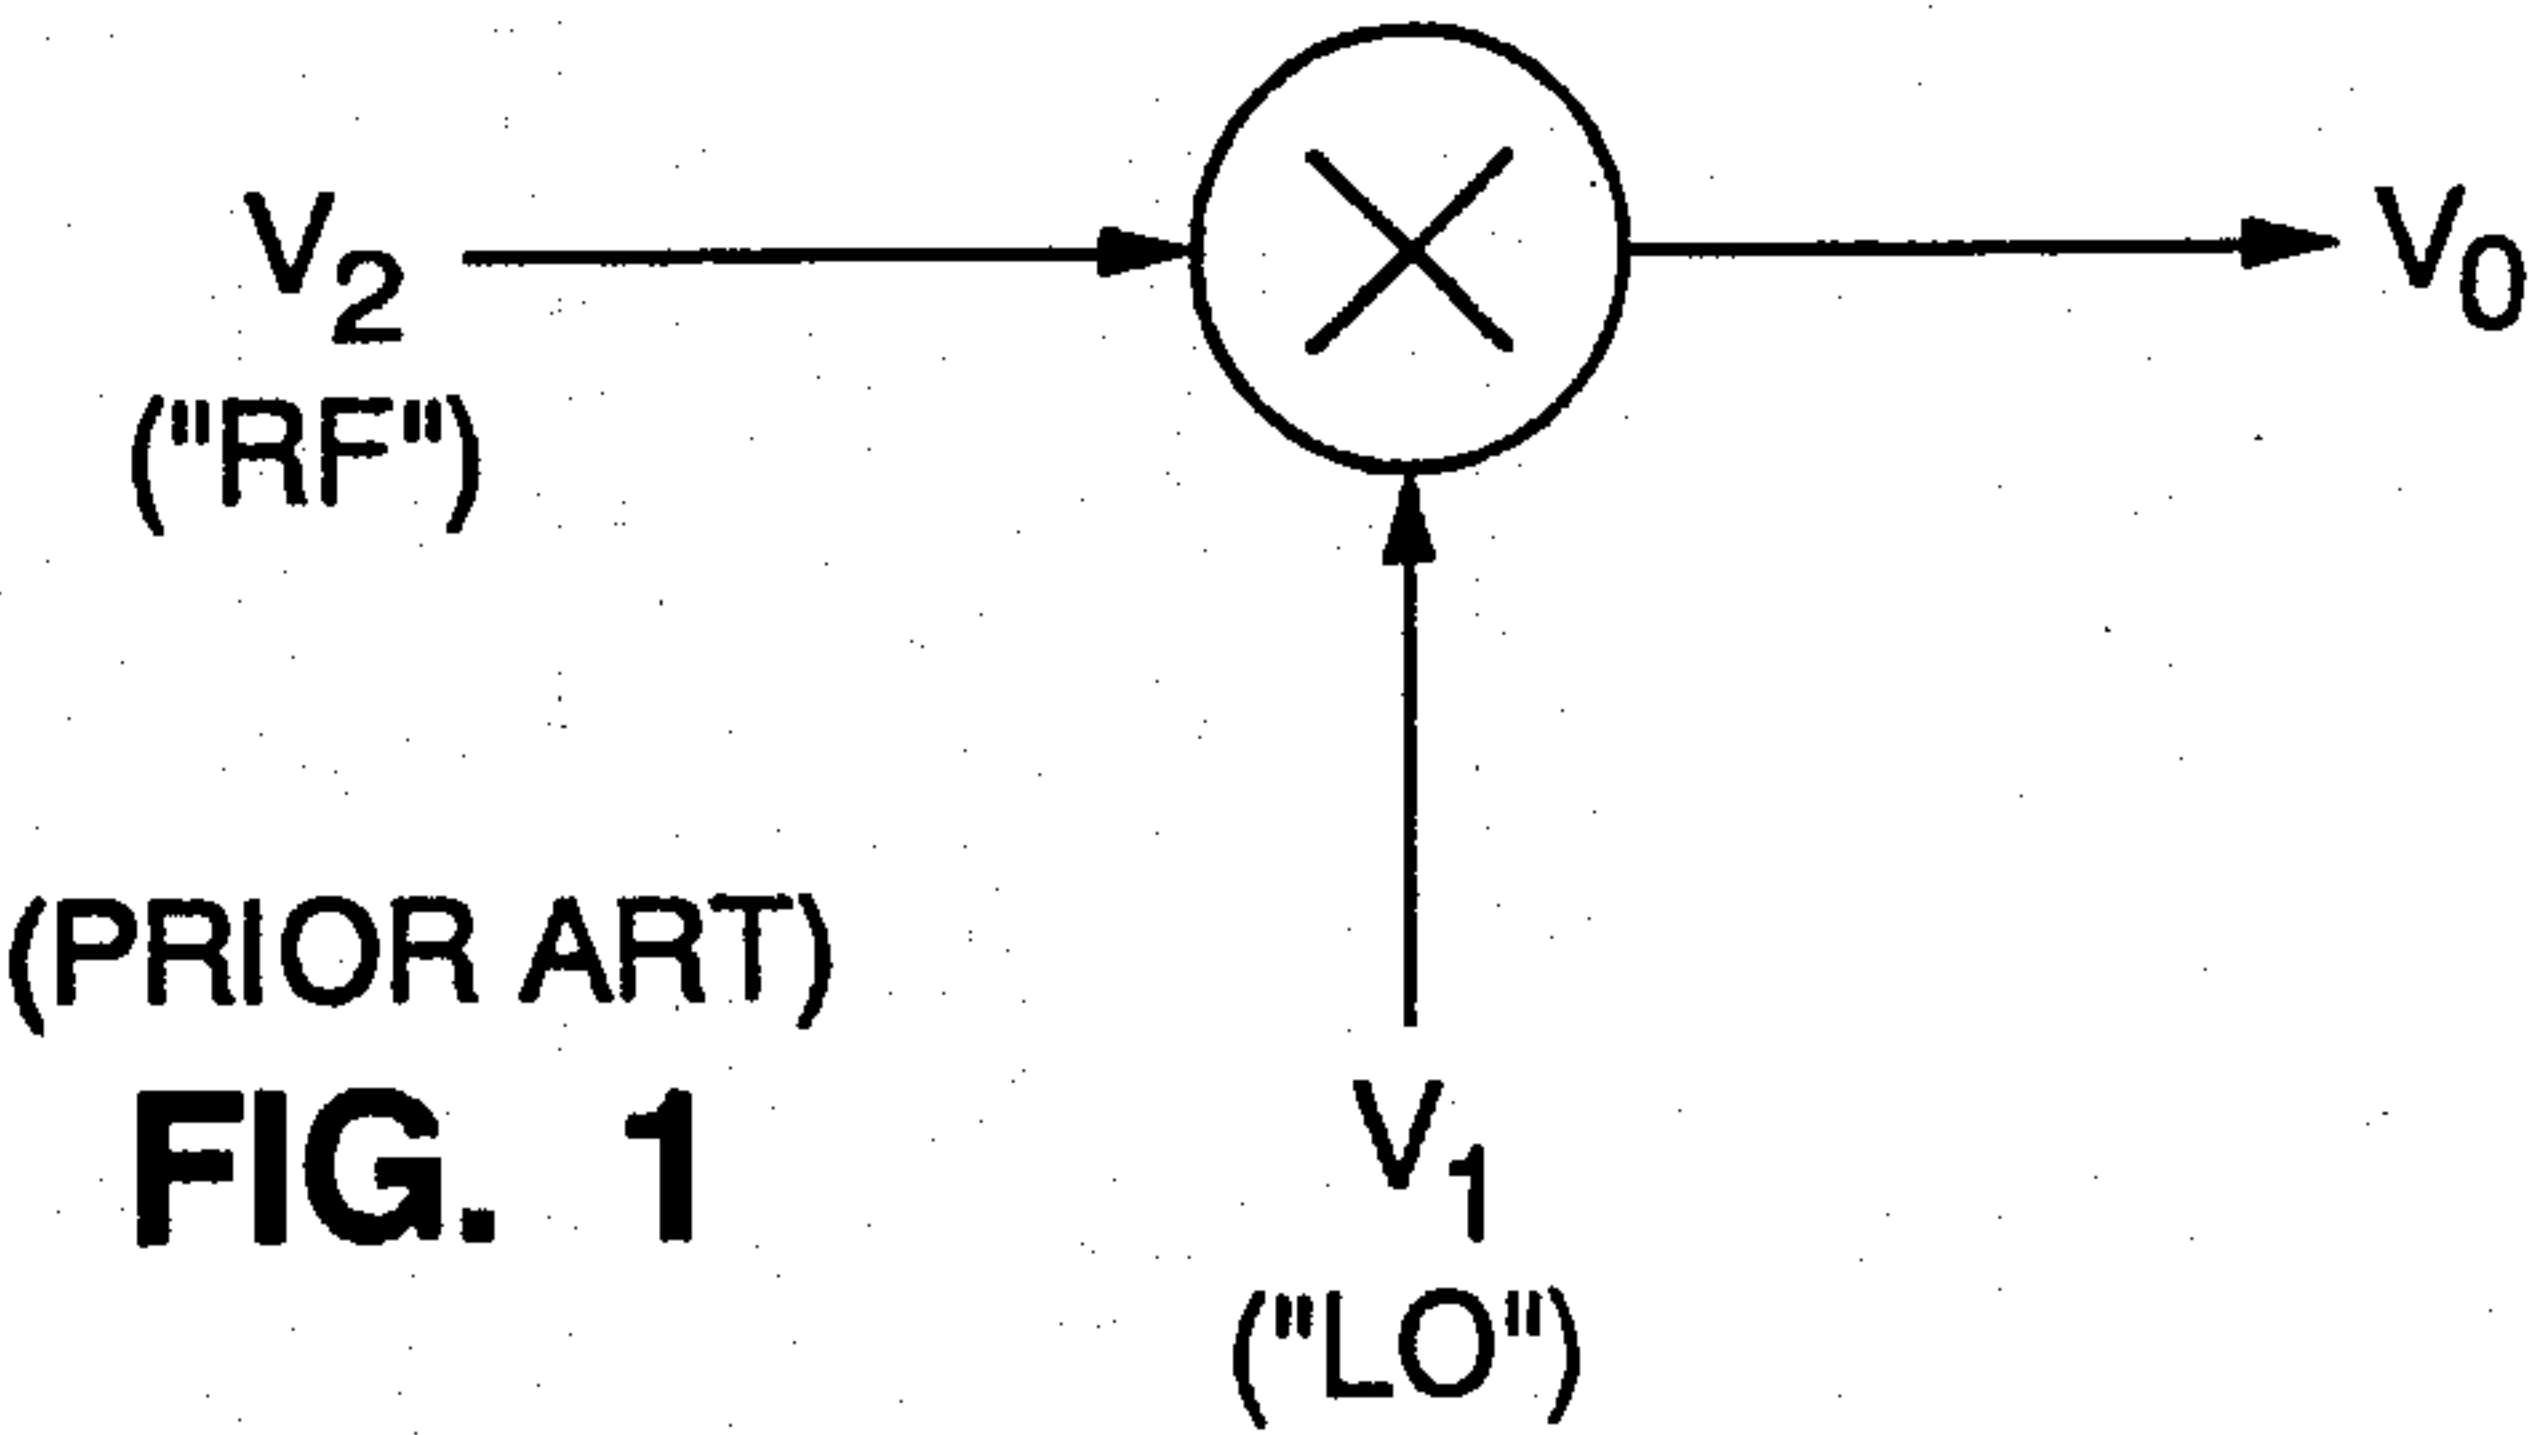 V2
("RF")
V0
(PRIOR ART)
FIG. 1
V1
("LO")